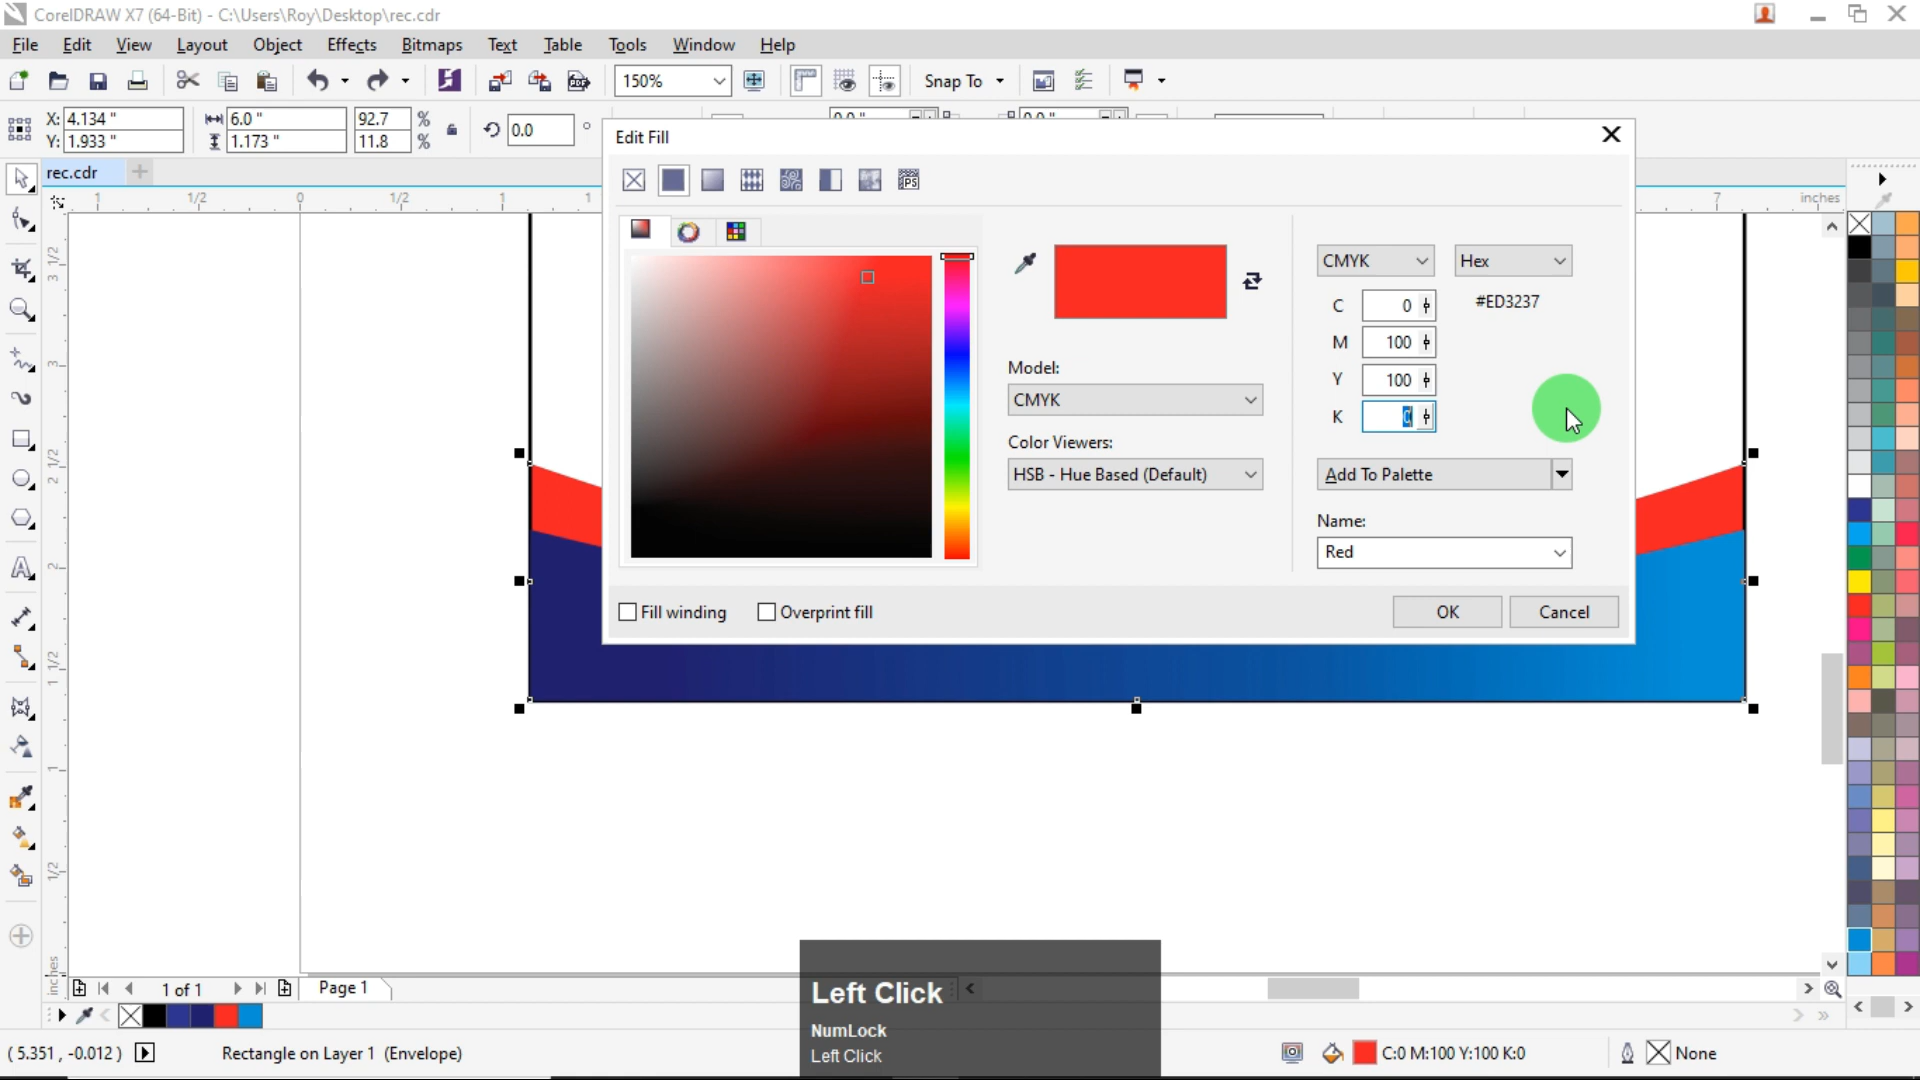 CorelDRAW X7 (64-Bit) - C:\Users\Roy\Desktop\rec.cdr
File Edit View Layout Object Effects Bitmaps Text Table Tools Window Help
150% Snap To
X: 4.134 " 6.0 " 92.7 % 0.0 °
Y: 1.933 " 1.173 " 11.8 %
Edit Fill
rec.cdr
1 1/2 0 1/2 1 7 inches
CMYK Hex
C 0 #ED3237
M 100
Y 100
K 0
Model:
CMYK
Color Viewers:
HSB - Hue Based (Default)
Add To Palette
Name:
Red
Fill winding Overprint fill OK Cancel
1 of 1 Page 1
Left Click
NumLock
Left Click
( 5.351 , -0.012 ) Rectangle on Layer 1 (Envelope) C:0 M:100 Y:100 K:0 None